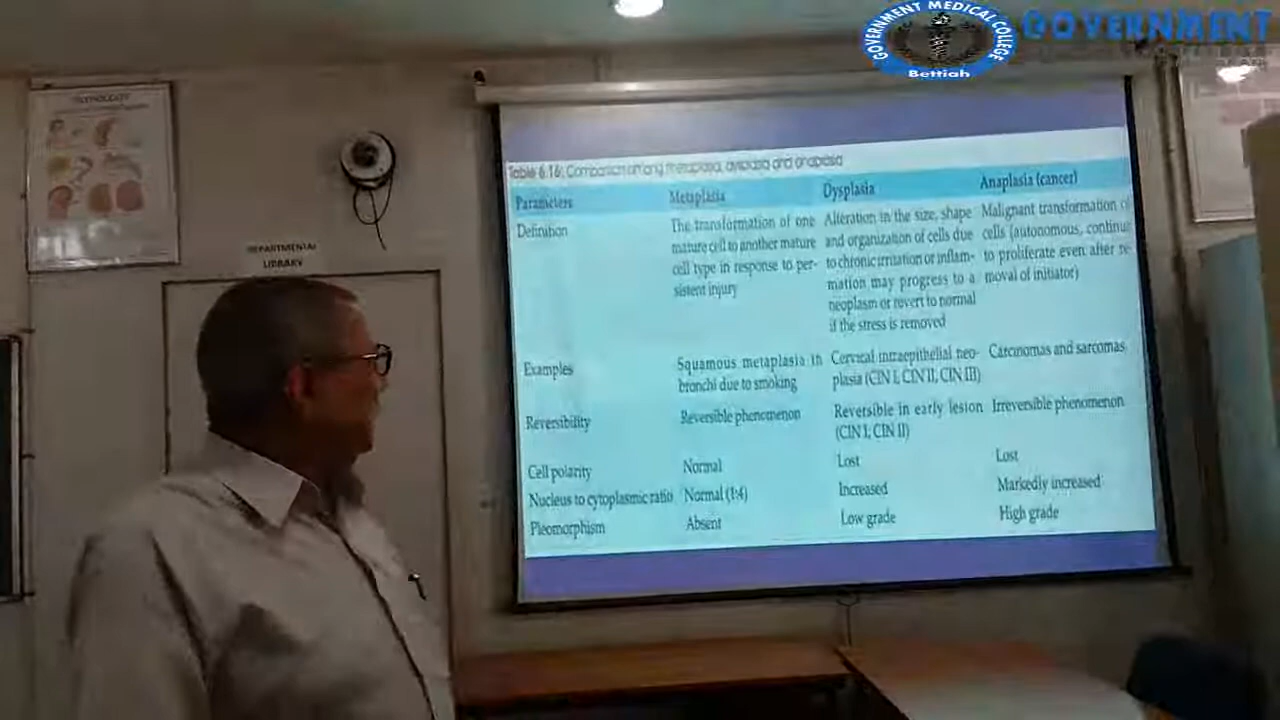 GOVERNMENT MEDICAL COLLEGE
Bettiah
GOVERNMENT
DEPARTMENTAL
LIBRARY
Table 6.16: Comparison among metaplasia, dysplasia and anaplasia
Parameters Metaplasia Dysplasia Anaplasia (cancer)
Definition The transformation of one Alteration in the size, shape Malignant transformation
mature cell to another mature and organization of cells due cells (autonomous, continue
cell type in response to per- to chronic irritation or inflam- to proliferate even after re
sistent injury mation may progress to a moval of initiator)
neoplasm or revert to normal
if the stress is removed
Examples Squamous metaplasia in Cervical intraepithelial neo- Carcinomas and sarcomas
bronchi due to smoking plasia (CIN I, CIN II, CIN III)
Reversibility Reversible phenomenon Reversible in early lesion Irreversible phenomenon
(CIN I, CIN II)
Cell polarity Normal Lost Lost
Nucleus to cytoplasmic ratio Normal (1:4) Increased Markedly increased
Pleomorphism Absent Low grade High grade